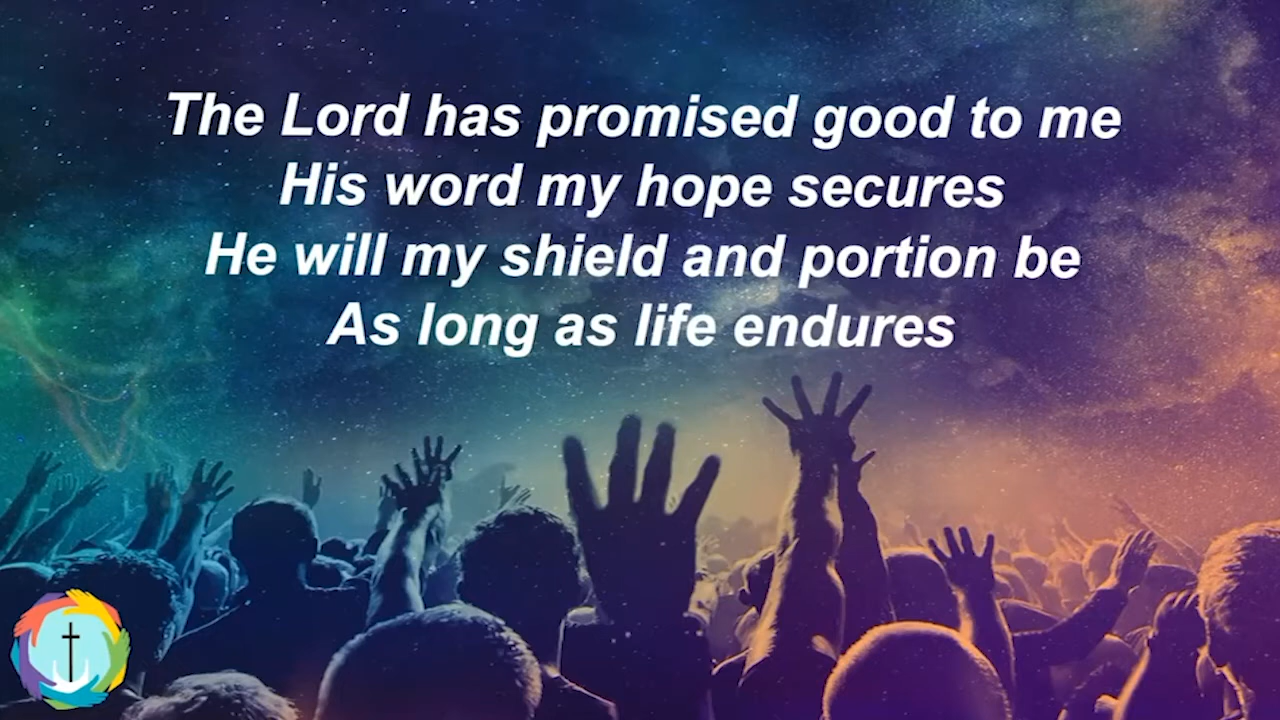 The Lord has promised good to me
His word my hope secures
He will my shield and portion be
As long as life endures